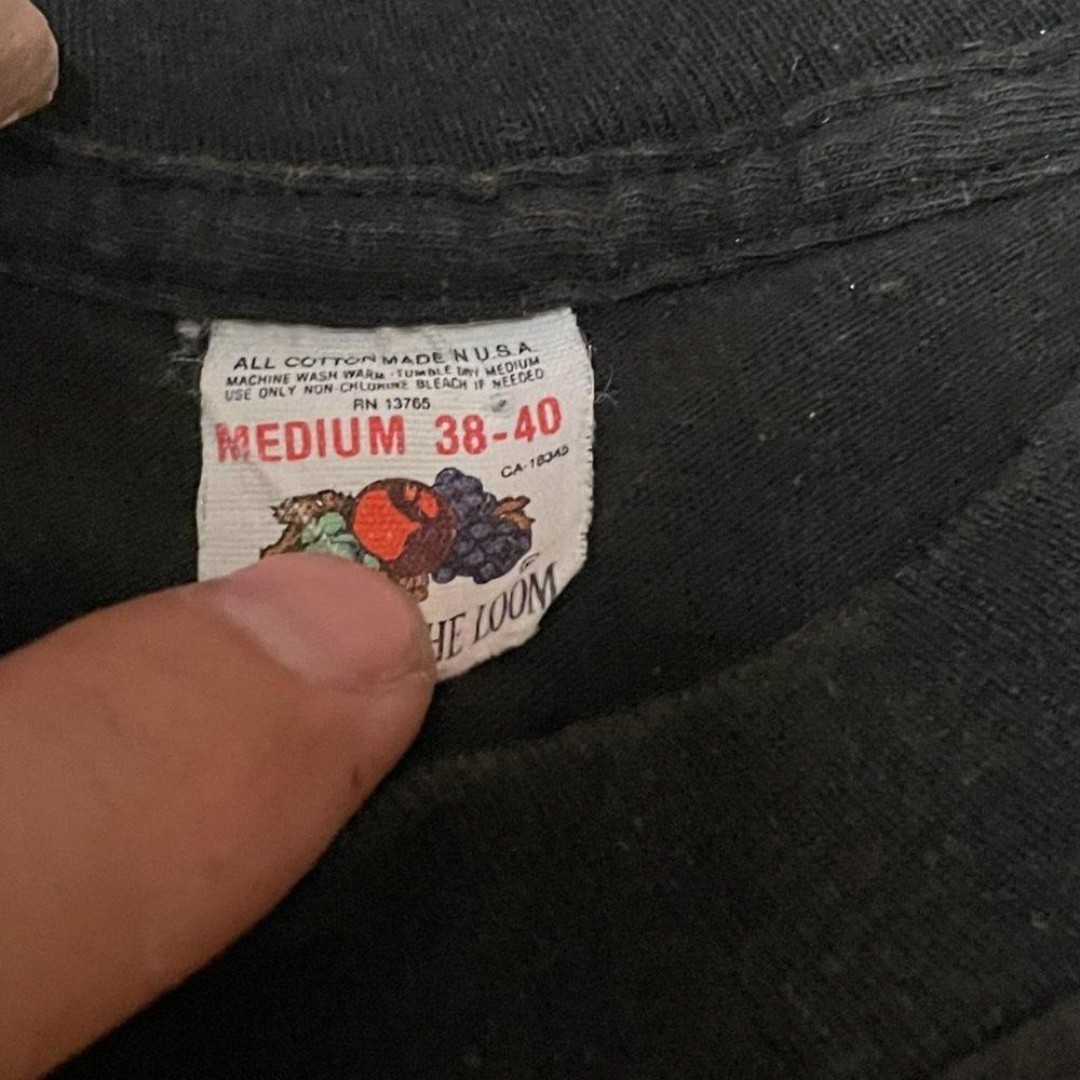 ALL COTTON MADE IN U.S.A.
MACHINE WASH WARM · TUMBLE DRY MEDIUM
USE ONLY NON-CHLORINE BLEACH IF NEEDED
RN 13765
MEDIUM 38-40
HE LOOM